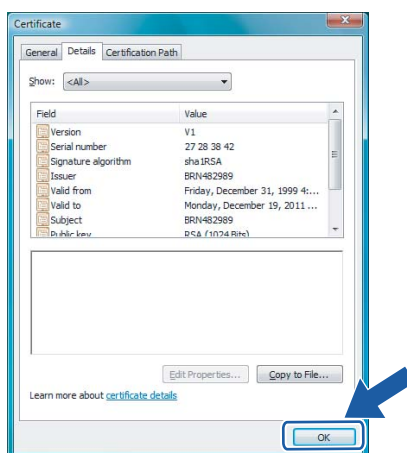 Certificate
General Details Certification Path
Show: <All>
Field Value
Version V1
Serial number 27 28 38 42
Signature algorithm sha1RSA
Issuer BRN482989
Valid from Friday, December 31, 1999 4:...
Valid to Monday, December 19, 2011 ...
Subject BRN482989
Public key RSA (1024 Bits)
Edit Properties... Copy to File...
Learn more about certificate details
OK